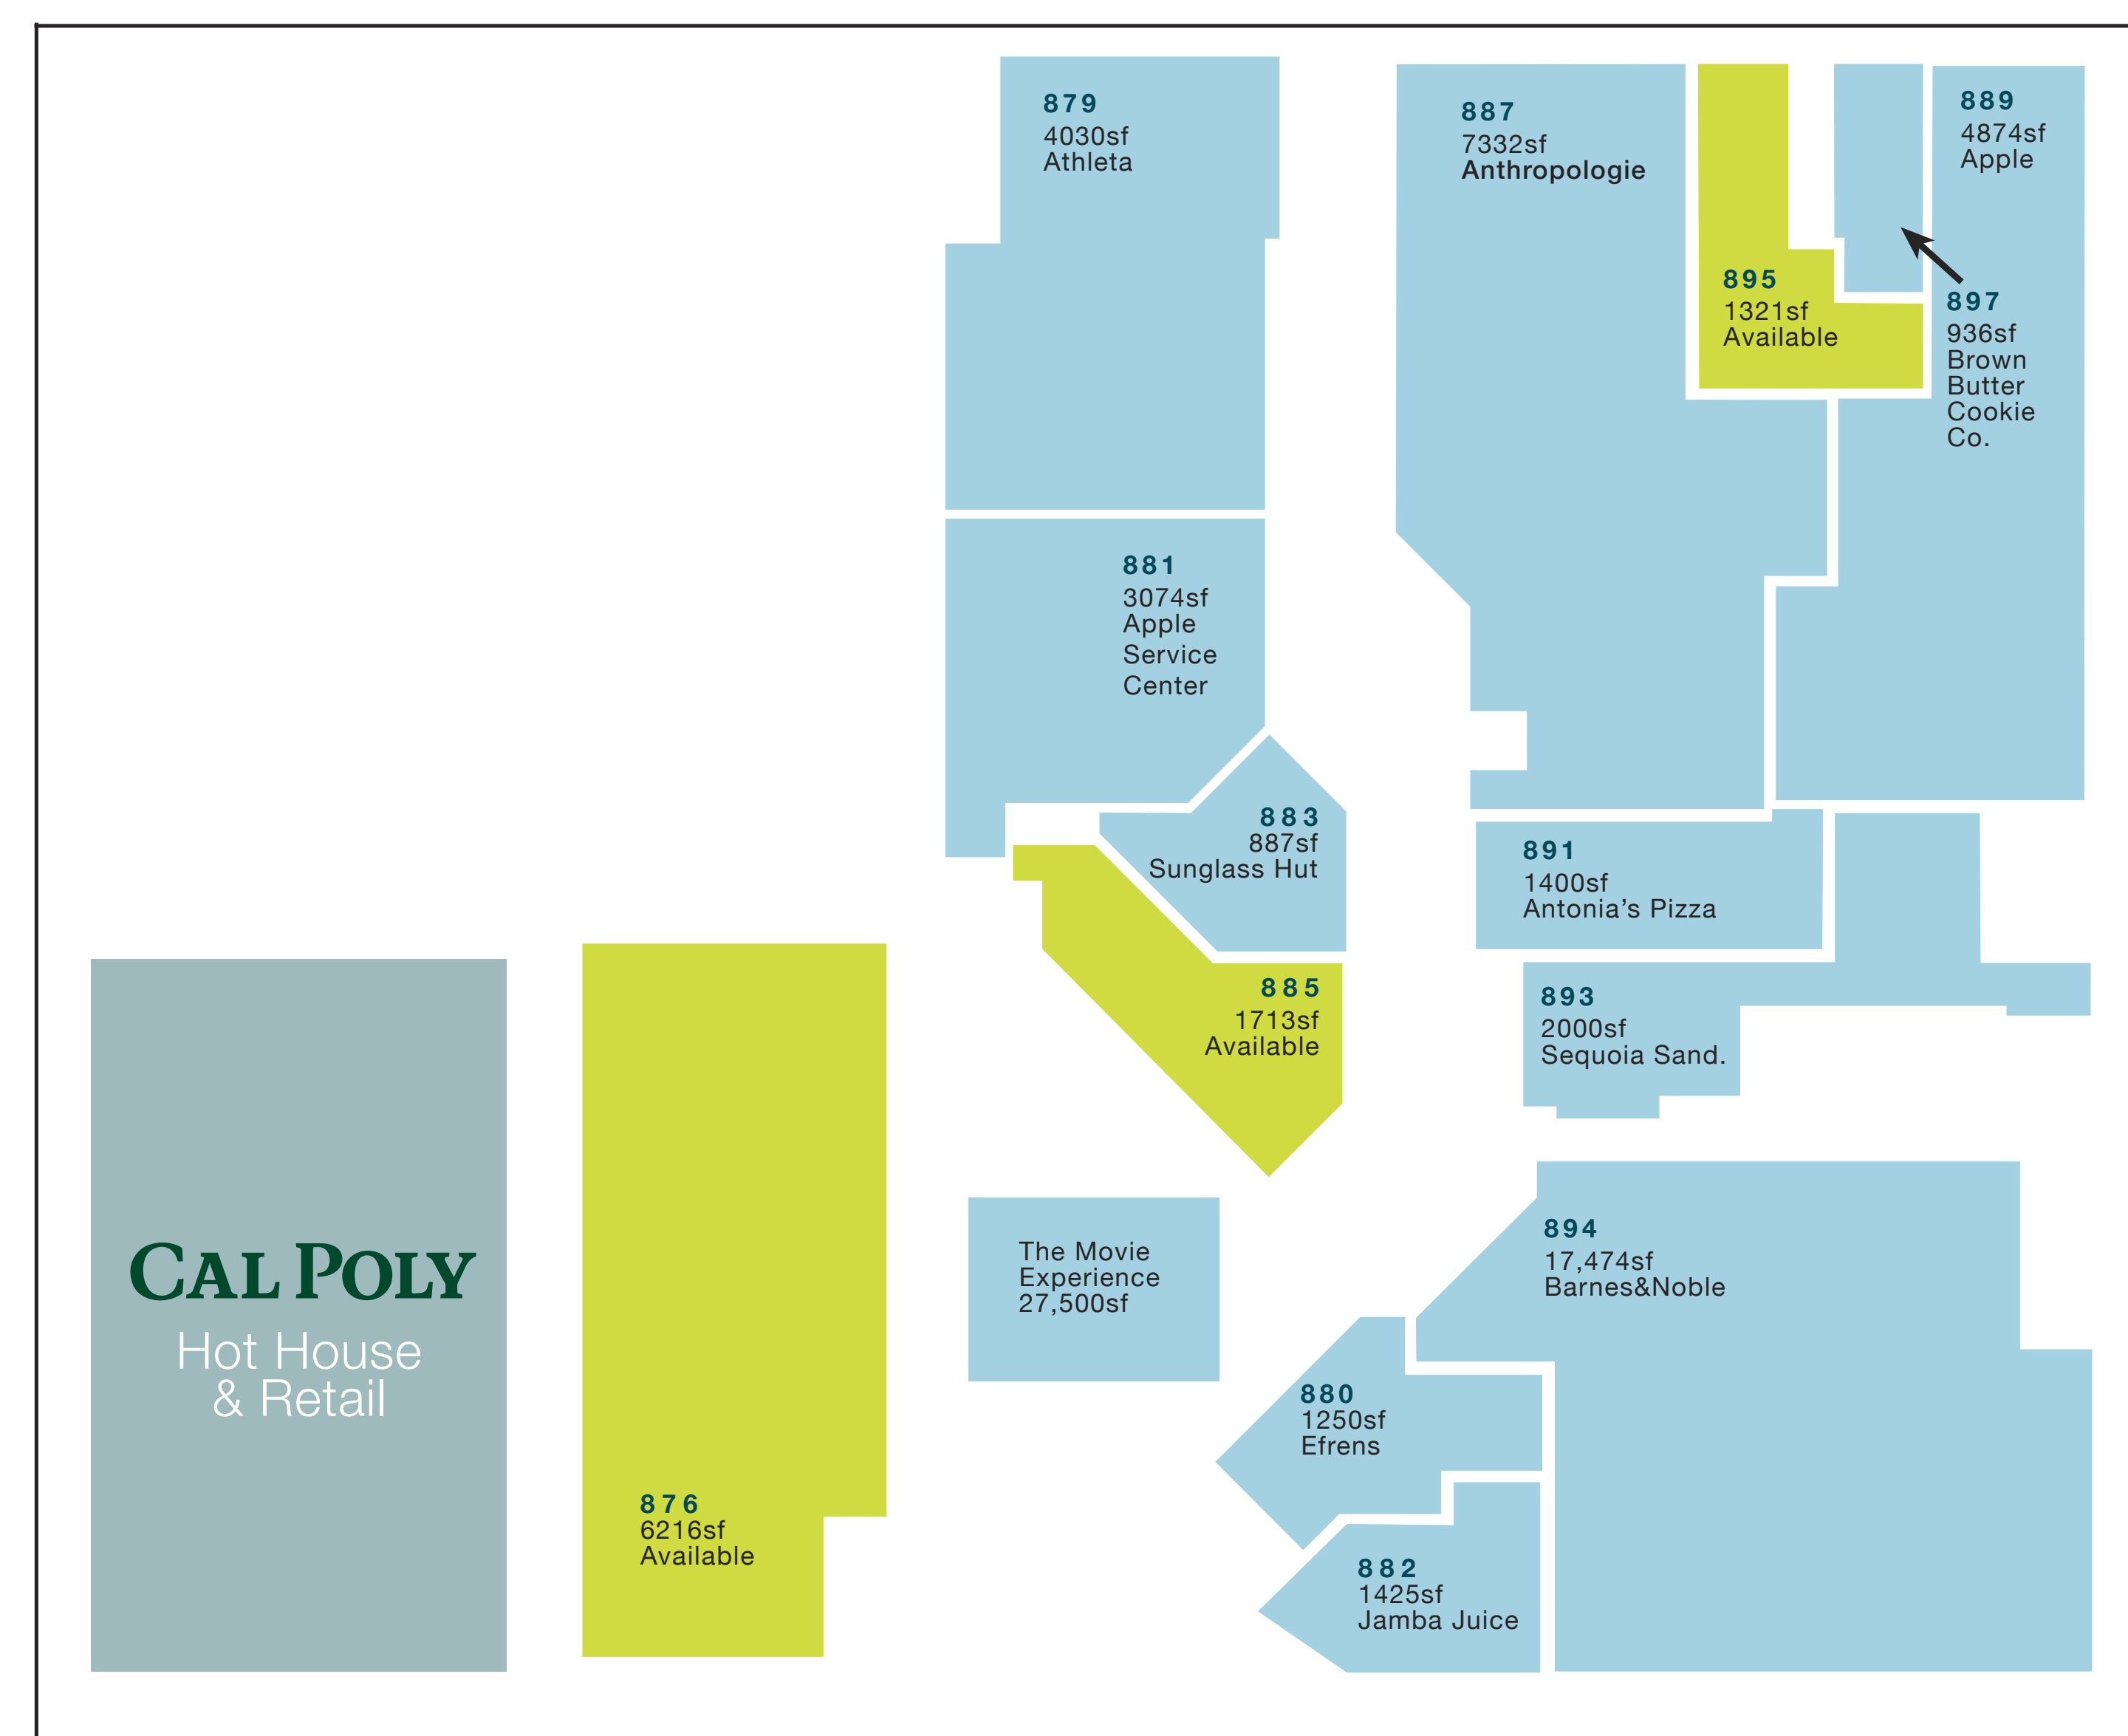 879
4030sf
Athleta
887
7332sf
Anthropologie
895
1321sf
Available
889
4874sf
Apple
897
936sf
Brown
Butter
Cookie
Co.
881
3074sf
Apple
Service
Center
883
887sf
Sunglass Hut
891
1400sf
Antonia’s Pizza
885
1713sf
Available
893
2000sf
Sequoia Sand.
CAL POLY
Hot House
& Retail
876
6216sf
Available
The Movie
Experience
27,500sf
894
17,474sf
Barnes&Noble
880
1250sf
Efrens
882
1425sf
Jamba Juice